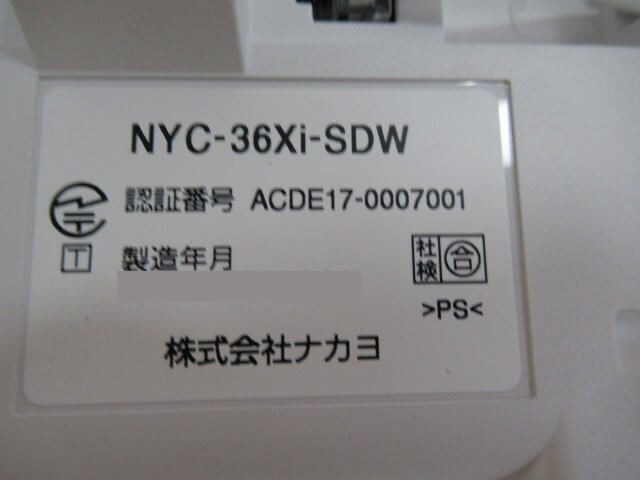 NYC-36Xi-SDW
認証番号 ACDE17-0007001
T 製造年月
社検 合
>PS<
株式会社ナカヨ